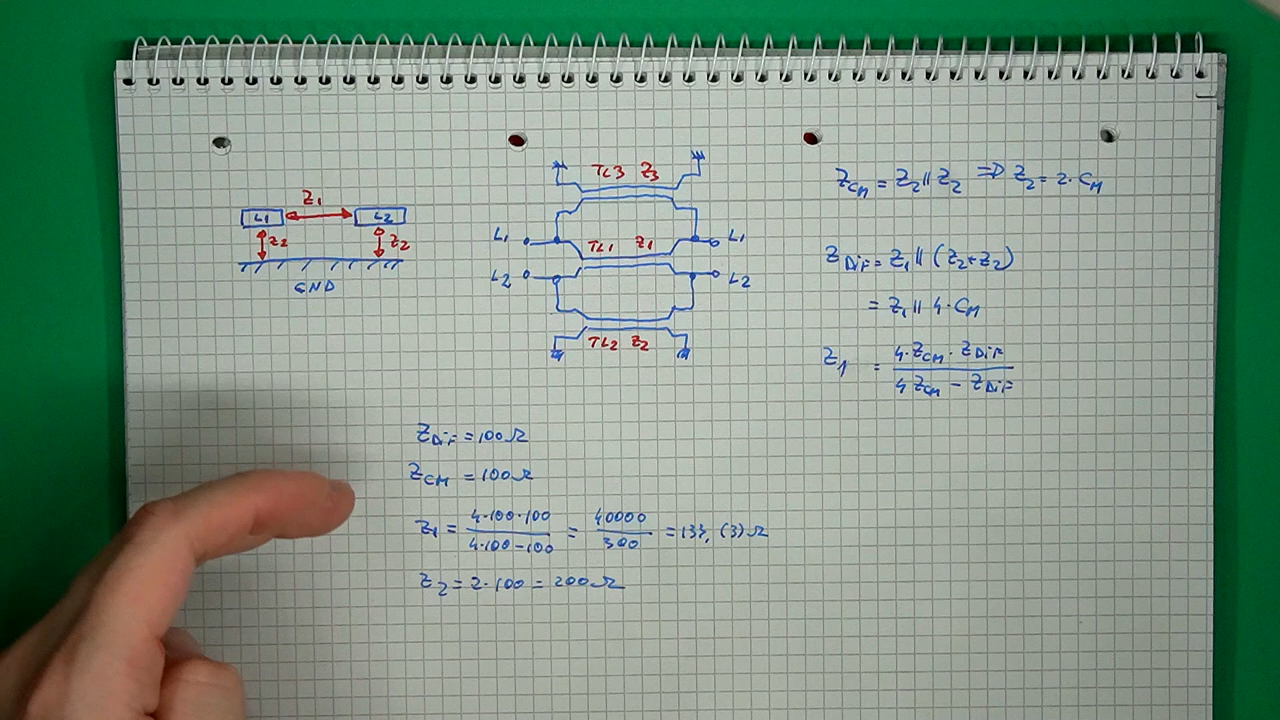 Z1
L1 L2
Z2 Z2
GND
TL3 Z3
L1 TL1 Z1 L1
L2 L2
TL2 Z2
ZCM = Z2 || Z2 => Z2 = 2 · CM
ZDIF = Z1 || (Z2+Z2)
= Z1 || 4 · CM
Z1 = 4·ZCM · ZDIF / 4ZCM - ZDIF
ZDIF = 100Ω
ZCM = 100Ω
Z1 = 4·100·100 / 4·100-100 = 40000 / 300 = 133,(3)Ω
Z2 = 2·100 = 200Ω